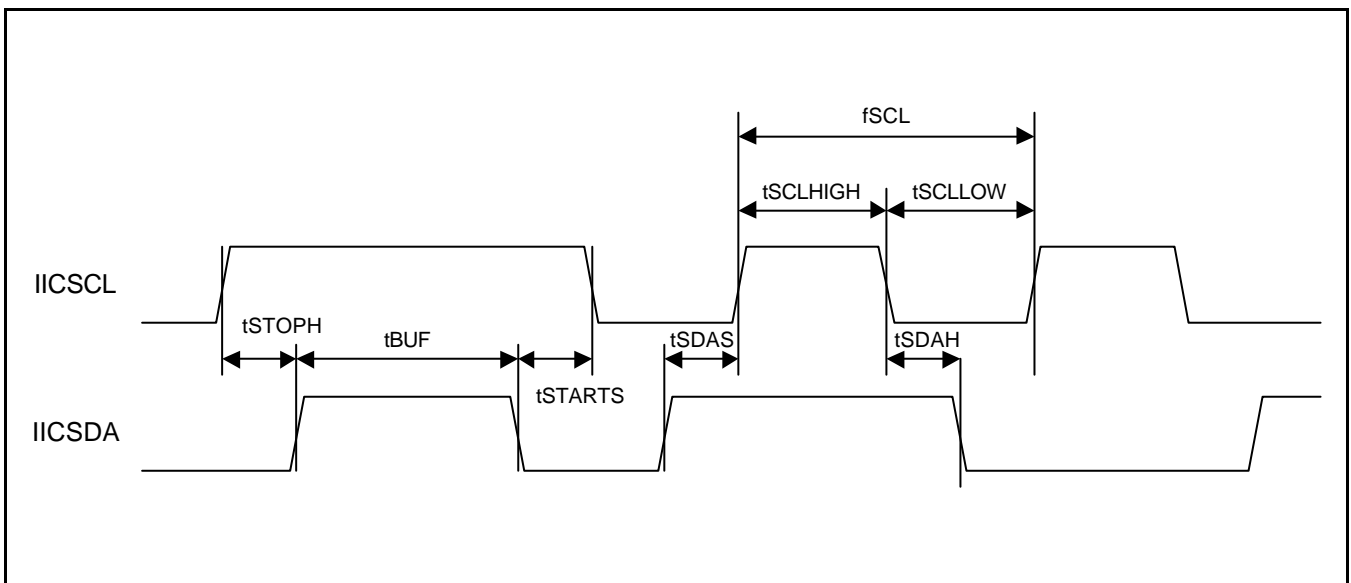 fSCL
tSCLHIGH tSCLLOW
IICSCL
tSTOPH tBUF tSDAS tSDAH
tSTARTS
IICSDA